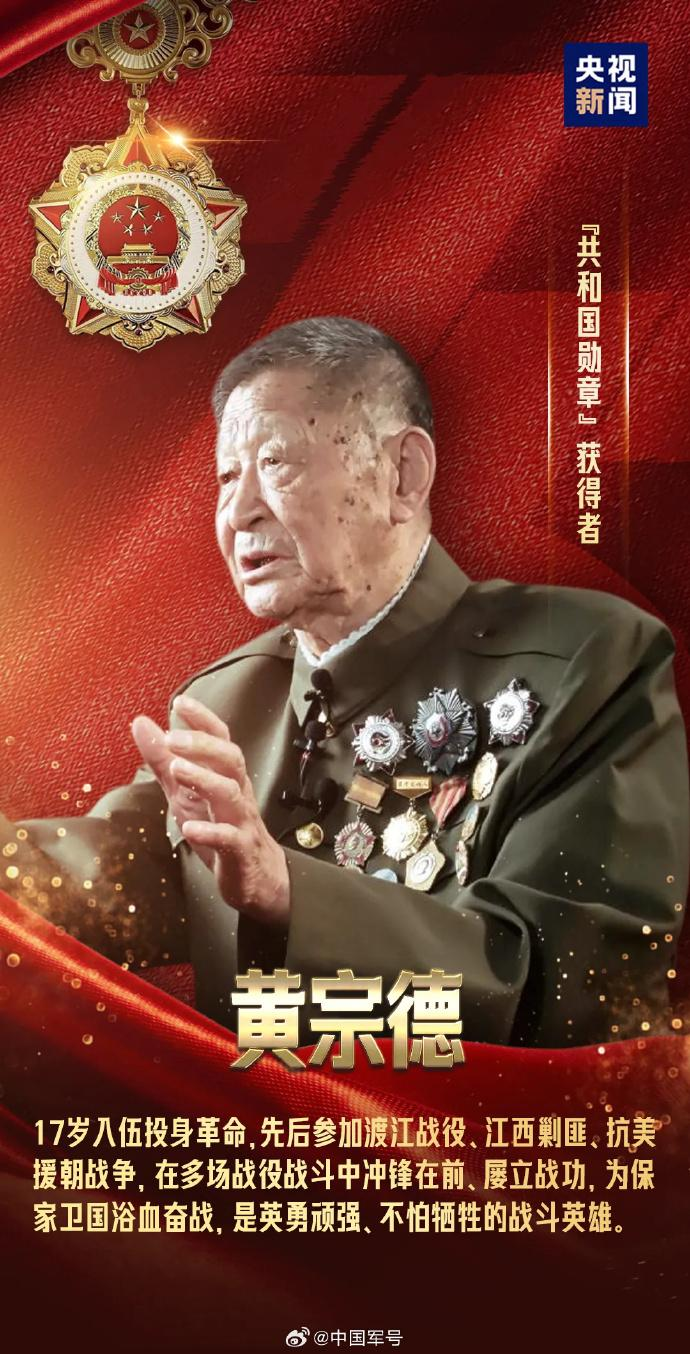 央视
新闻
『共和国勋章』获得者
黄宗德
17岁入伍投身革命,先后参加渡江战役、江西剿匪、抗美
援朝战争,在多场战役战斗中冲锋在前、屡立战功,为保
家卫国浴血奋战,是英勇顽强、不怕牺牲的战斗英雄。
@中国军号